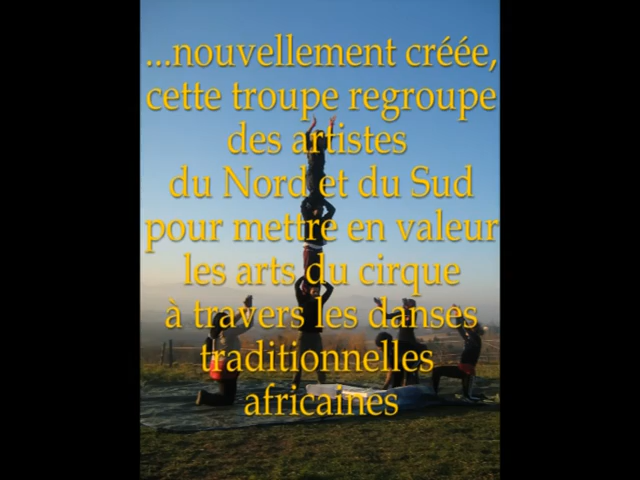 ...nouvellement créée,
cette troupe regroupe
des artistes
du Nord et du Sud
pour mettre en valeur
les arts du cirque
à travers les danses
traditionnelles
africaines